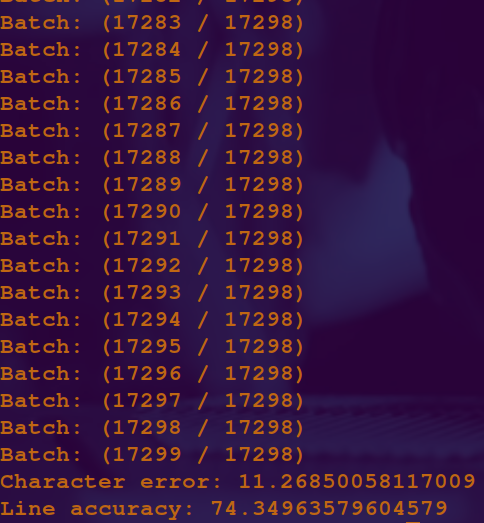 Batch: (17282 / 17298)
Batch: (17283 / 17298)
Batch: (17284 / 17298)
Batch: (17285 / 17298)
Batch: (17286 / 17298)
Batch: (17287 / 17298)
Batch: (17288 / 17298)
Batch: (17289 / 17298)
Batch: (17290 / 17298)
Batch: (17291 / 17298)
Batch: (17292 / 17298)
Batch: (17293 / 17298)
Batch: (17294 / 17298)
Batch: (17295 / 17298)
Batch: (17296 / 17298)
Batch: (17297 / 17298)
Batch: (17298 / 17298)
Batch: (17299 / 17298)
Character error: 11.26850058117009
Line accuracy: 74.34963579604579